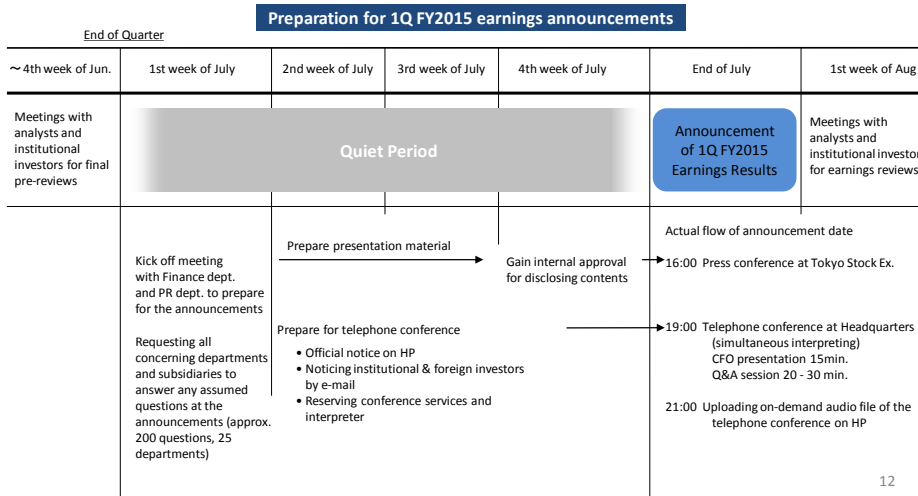 Preparation for 1Q FY2015 earnings announcements
End of Quarter
~ 4th week of Jun.
1st week of July
2nd week of July
3rd week of July
4th week of July
End of July
1st week of Aug
Meetings with
analysts and
institutional
investors for final
pre-reviews
Quiet Period
Announcement
of 1Q FY2015
Earnings Results
Meetings with
analysts and
institutional investor
for earnings reviews
Kick off meeting
with Finance dept.
and PR dept. to prepare
for the announcements
Requesting all
concerning departments
and subsidiaries to
answer any assumed
questions at the
announcements (approx.
200 questions, 25
departments)
Prepare presentation material
Gain internal approval
for disclosing contents
Prepare for telephone conference
• Official notice on HP
• Noticing institutional & foreign investors
by e-mail
• Reserving conference services and
interpreter
Actual flow of announcement date
16:00 Press conference at Tokyo Stock Ex.
19:00 Telephone conference at Headquarters
(simultaneous interpreting)
CFO presentation 15min.
Q&A session 20 - 30 min.
21:00 Uploading on-demand audio file of the
telephone conference on HP
12